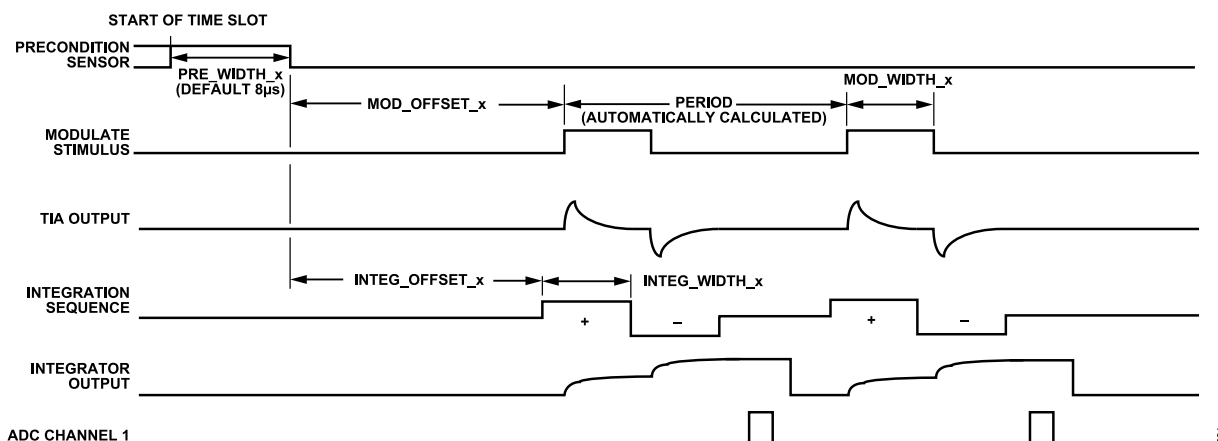 START OF TIME SLOT
PRECONDITION
SENSOR
PRE_WIDTH_x
(DEFAULT 8µs)
MOD_OFFSET_x
PERIOD
(AUTOMATICALLY CALCULATED)
MOD_WIDTH_x
MODULATE
STIMULUS
TIA OUTPUT
INTEG_OFFSET_x
INTEG_WIDTH_x
INTEGRATION
SEQUENCE
+ – + –
INTEGRATOR
OUTPUT
ADC CHANNEL 1